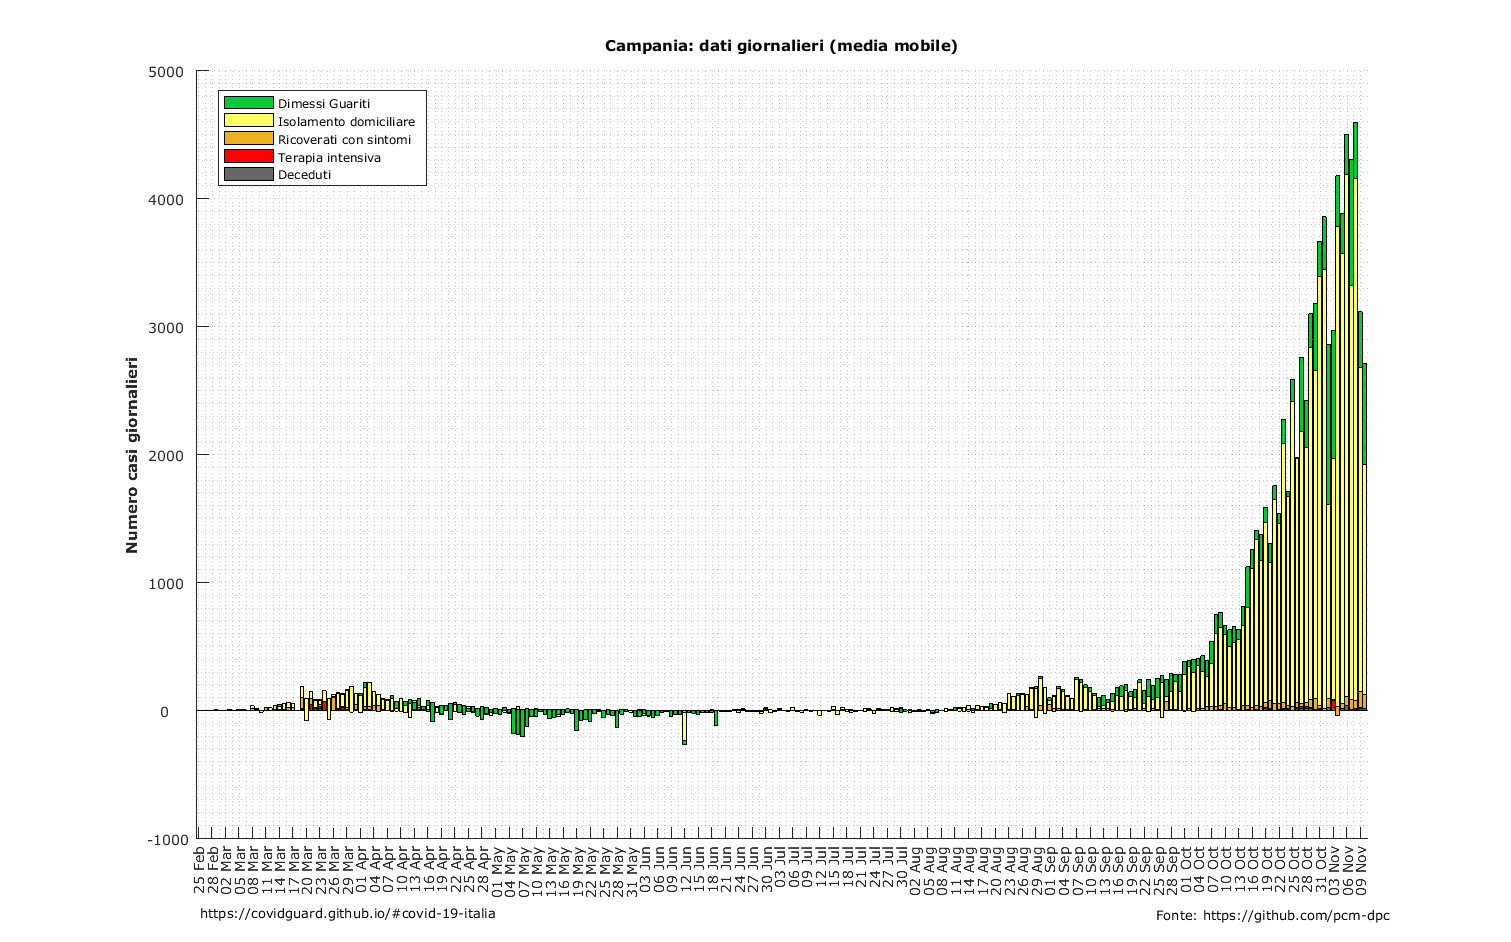 Campania: dati giornalieri (media mobile)
5000
4000
3000
2000
1000
0
-1000
Numero casi giornalieri
Dimessi Guariti
Isolamento domiciliare
Ricoverati con sintomi
Terapia intensiva
Deceduti
25 Feb
28 Feb
02 Mar
05 Mar
08 Mar
11 Mar
14 Mar
17 Mar
20 Mar
23 Mar
26 Mar
29 Mar
01 Apr
04 Apr
07 Apr
10 Apr
13 Apr
16 Apr
19 Apr
22 Apr
25 Apr
28 Apr
01 May
04 May
07 May
10 May
13 May
16 May
19 May
22 May
25 May
28 May
31 May
03 Jun
06 Jun
09 Jun
12 Jun
15 Jun
18 Jun
21 Jun
24 Jun
27 Jun
30 Jun
03 Jul
06 Jul
09 Jul
12 Jul
15 Jul
18 Jul
21 Jul
24 Jul
27 Jul
30 Jul
02 Aug
05 Aug
08 Aug
11 Aug
14 Aug
17 Aug
20 Aug
23 Aug
26 Aug
29 Aug
01 Sep
04 Sep
07 Sep
10 Sep
13 Sep
16 Sep
19 Sep
22 Sep
25 Sep
28 Sep
01 Oct
04 Oct
07 Oct
10 Oct
13 Oct
16 Oct
19 Oct
22 Oct
25 Oct
28 Oct
31 Oct
03 Nov
06 Nov
09 Nov
https://covidguard.github.io/#covid-19-italia
Fonte: https://github.com/pcm-dpc